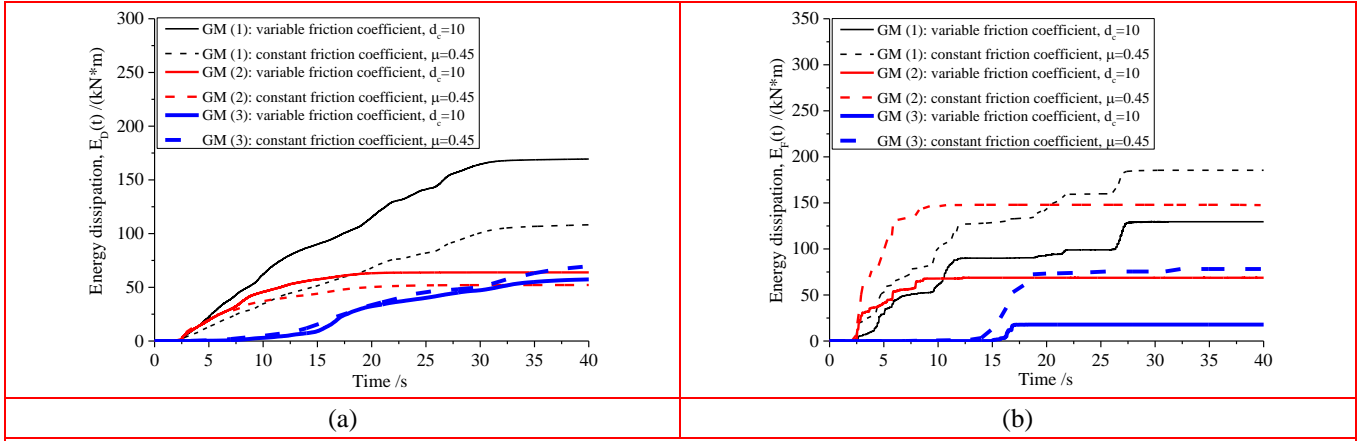 300
275
250
225
200
175
150
125
100
75
50
25
0
Energy dissipation, E_D(t) /(kN*m)
GM (1): variable friction coefficient, d_c=10
GM (1): constant friction coefficient, μ=0.45
GM (2): variable friction coefficient, d_c=10
GM (2): constant friction coefficient, μ=0.45
GM (3): variable friction coefficient, d_c=10
GM (3): constant friction coefficient, μ=0.45
0 5 10 15 20 25 30 35 40
Time /s
(a)
350
300
250
200
150
100
50
0
Energy dissipation, E_F(t) /(kN*m)
GM (1): variable friction coefficient, d_c=10
GM (1): constant friction coefficient, μ=0.45
GM (2): variable friction coefficient, d_c=10
GM (2): constant friction coefficient, μ=0.45
GM (3): variable friction coefficient, d_c=10
GM (3): constant friction coefficient, μ=0.45
0 5 10 15 20 25 30 35 40
Time /s
(b)